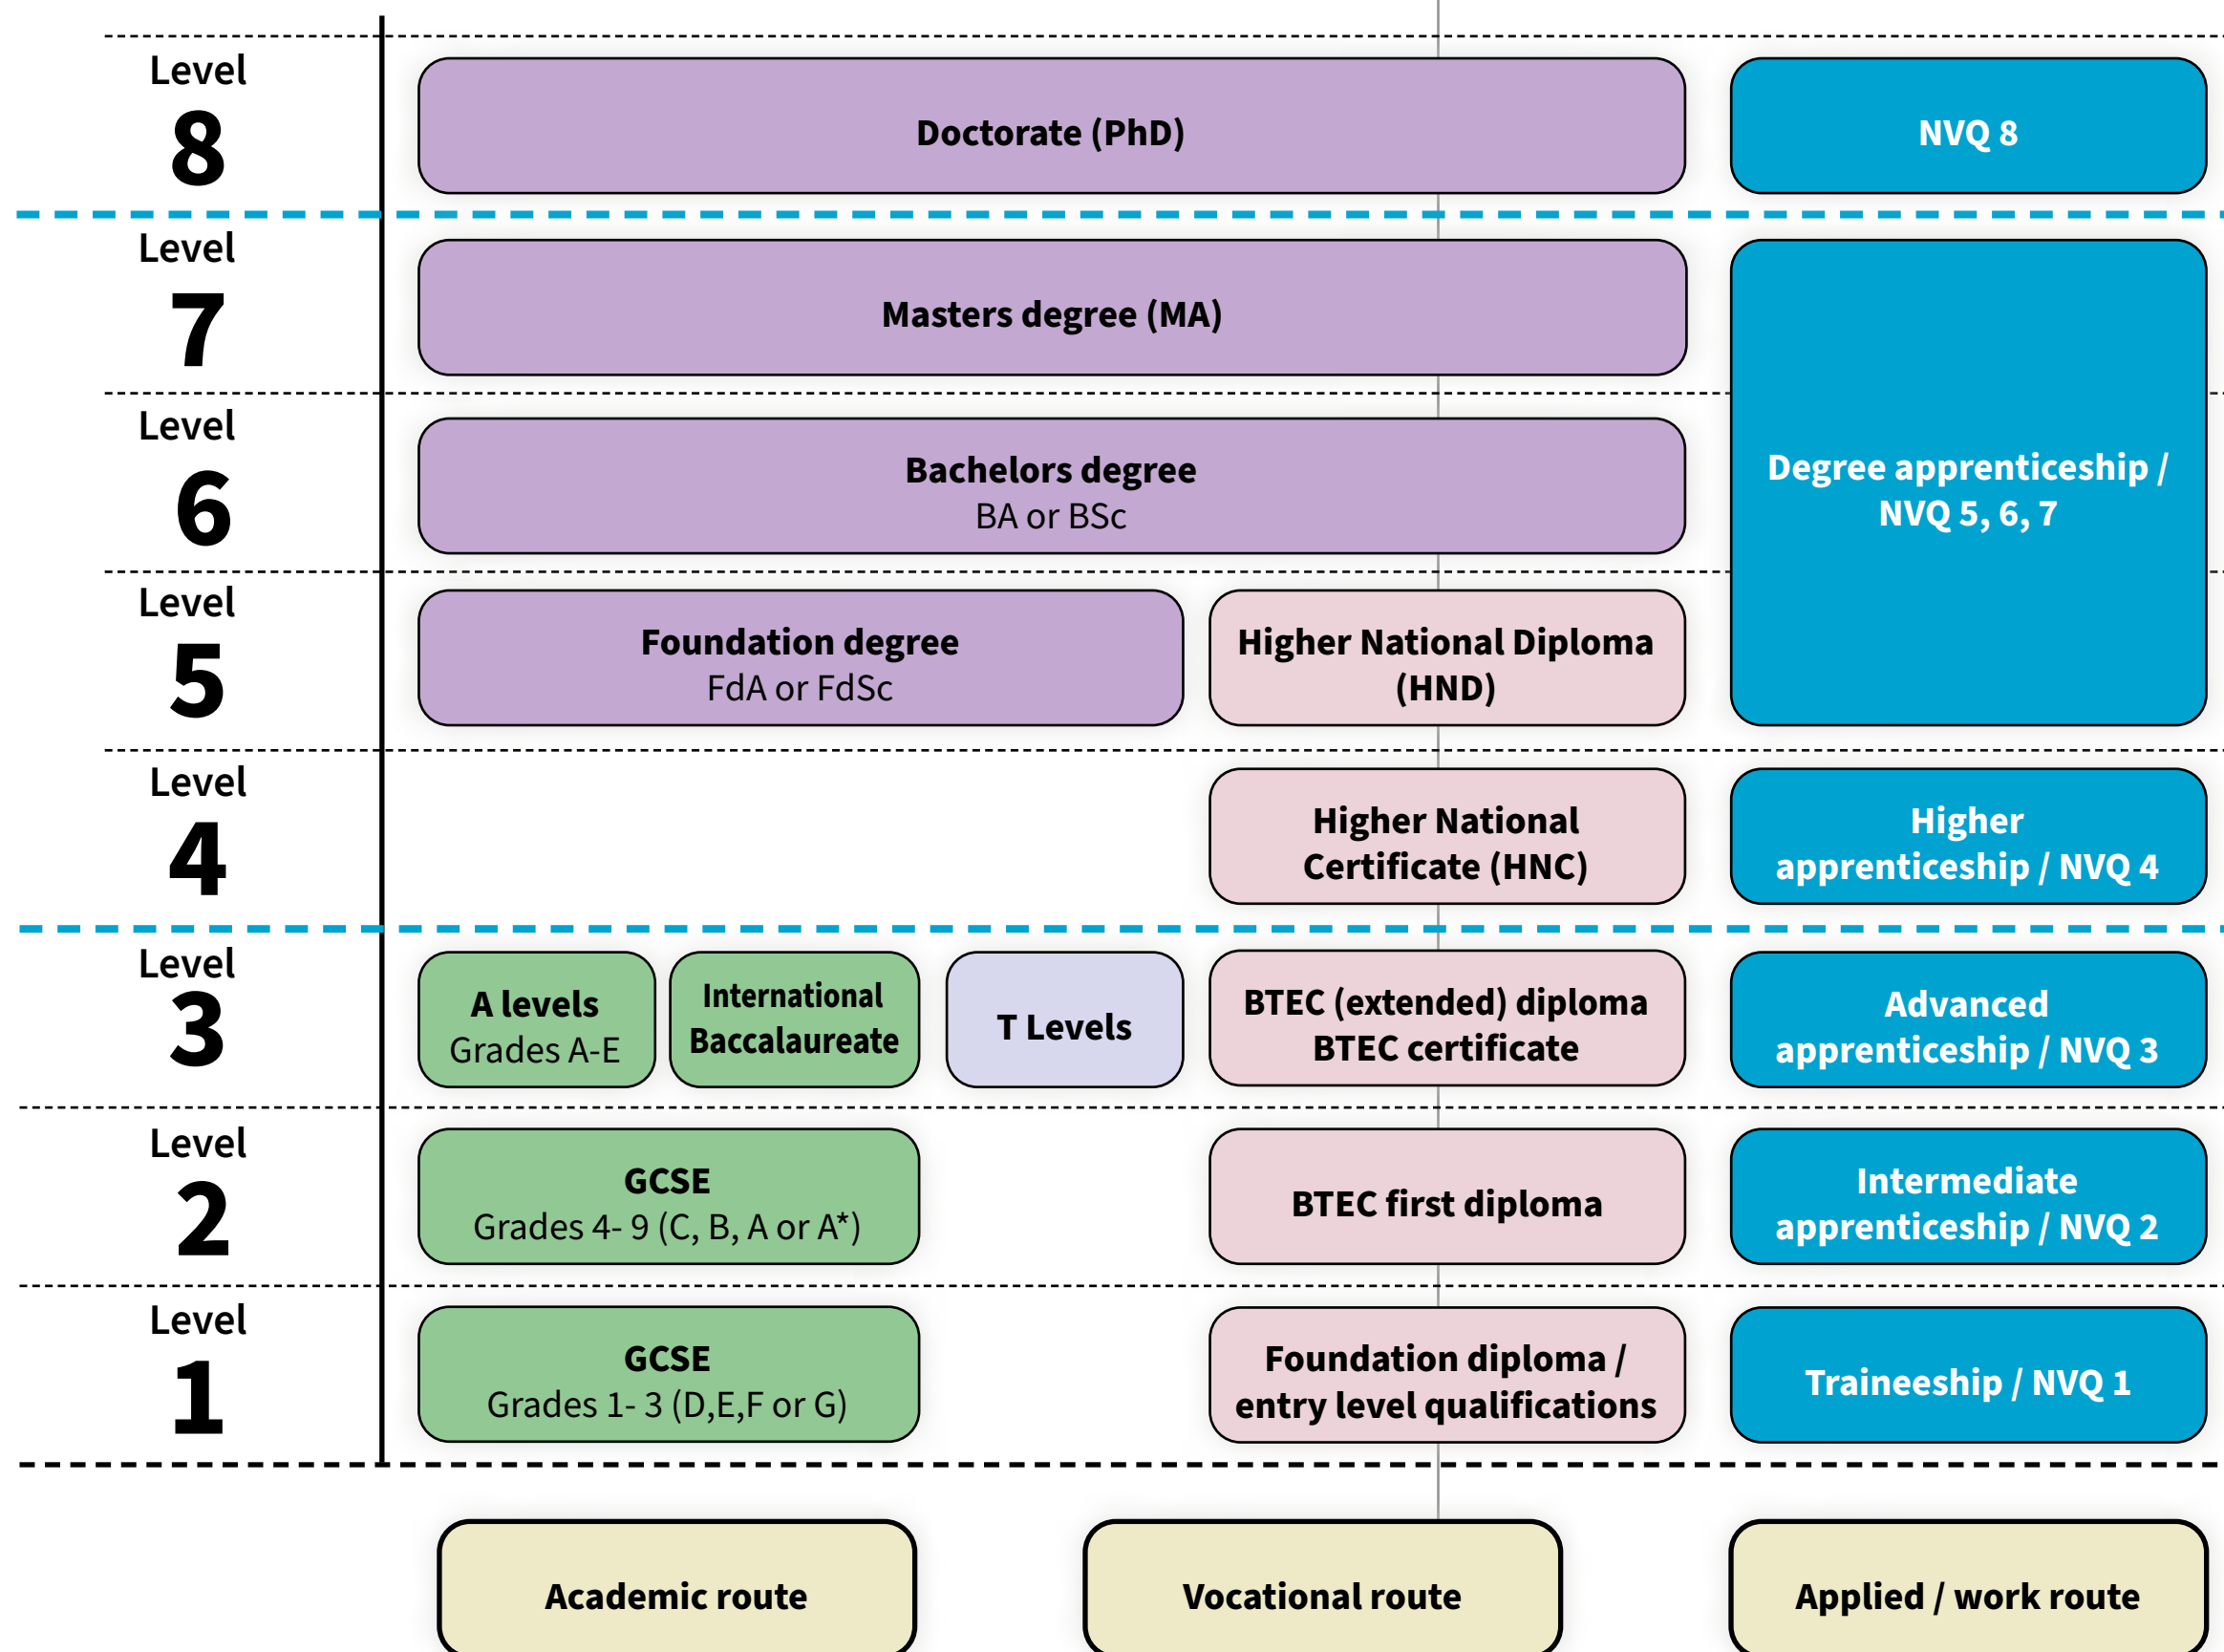 Level
8
Doctorate (PhD)
NVQ 8
Level
7
Masters degree (MA)
Level
6
Bachelors degree
BA or BSc
Degree apprenticeship /
NVQ 5, 6, 7
Level
5
Foundation degree
FdA or FdSc
Higher National Diploma
(HND)
Level
4
Higher National
Certificate (HNC)
Higher
apprenticeship / NVQ 4
Level
3
A levels
Grades A-E
International
Baccalaureate
T Levels
BTEC (extended) diploma
BTEC certificate
Advanced
apprenticeship / NVQ 3
Level
2
GCSE
Grades 4- 9 (C, B, A or A*)
BTEC first diploma
Intermediate
apprenticeship / NVQ 2
Level
1
GCSE
Grades 1- 3 (D,E,F or G)
Foundation diploma /
entry level qualifications
Traineeship / NVQ 1
Academic route
Vocational route
Applied / work route